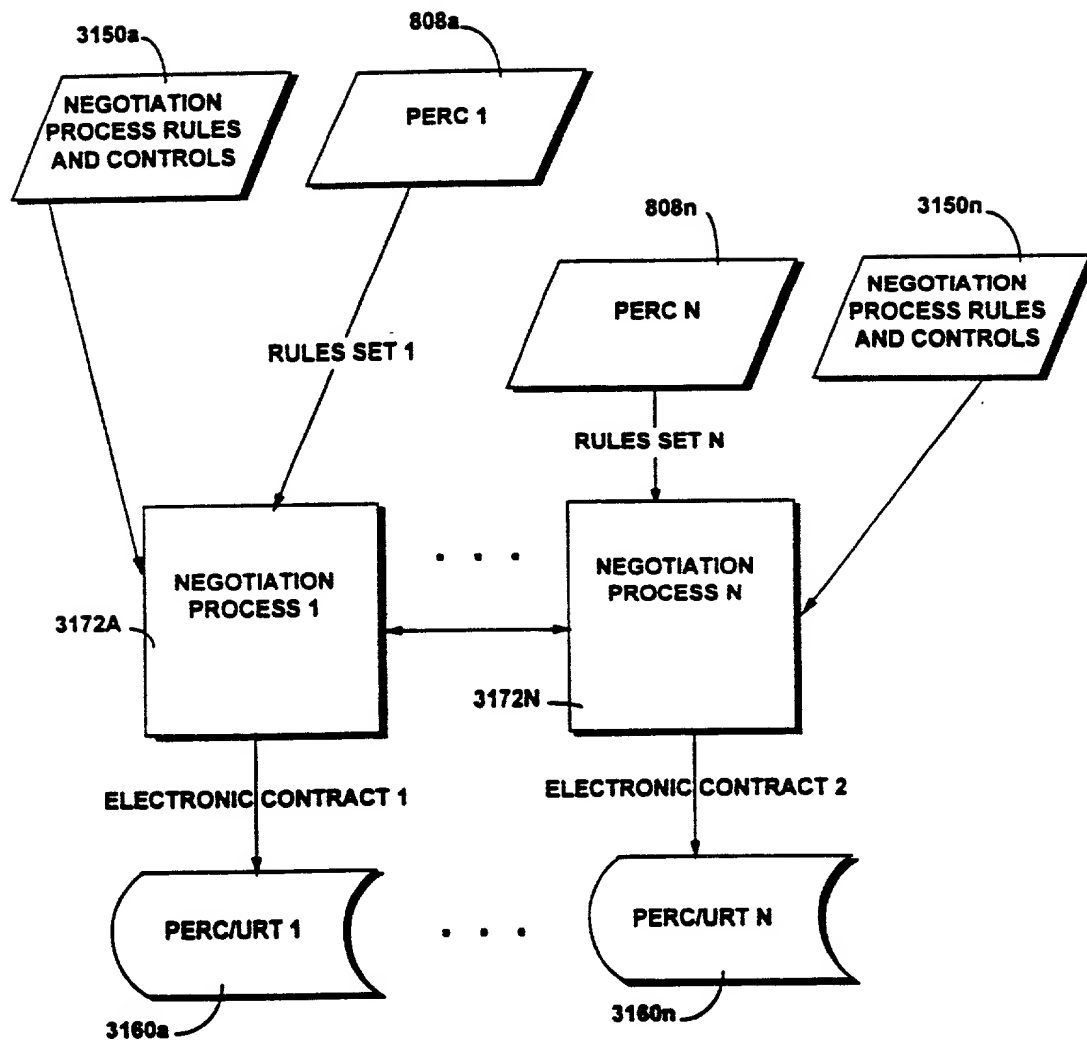 3150a
808a
NEGOTIATION
PROCESS RULES
AND CONTROLS
PERC 1
808n
3150n
PERC N
NEGOTIATION
PROCESS RULES
AND CONTROLS
RULES SET 1
RULES SET N
NEGOTIATION
PROCESS 1
. . .
NEGOTIATION
PROCESS N
3172A
3172N
ELECTRONIC CONTRACT 1
ELECTRONIC CONTRACT 2
PERC/URT 1
. . .
PERC/URT N
3160a
3160n